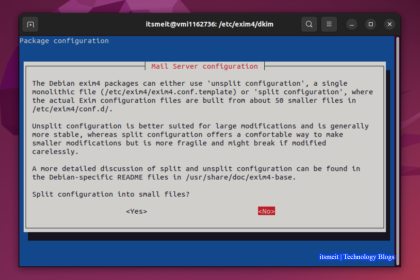 itsmeit@vmi1162736: /etc/exim4/dkim
Package configuration
Mail Server configuration
The Debian exim4 packages can either use 'unsplit configuration', a single
monolithic file (/etc/exim4/exim4.conf.template) or 'split configuration', where
the actual Exim configuration files are built from about 50 smaller files in
/etc/exim4/conf.d/.
Unsplit configuration is better suited for large modifications and is generally
more stable, whereas split configuration offers a comfortable way to make
smaller modifications but is more fragile and might break if modified
carelessly.
A more detailed discussion of split and unsplit configuration can be found in
the Debian-specific README files in /usr/share/doc/exim4-base.
Split configuration into small files?
<Yes> <No>
itsmeit | Technology Blogs